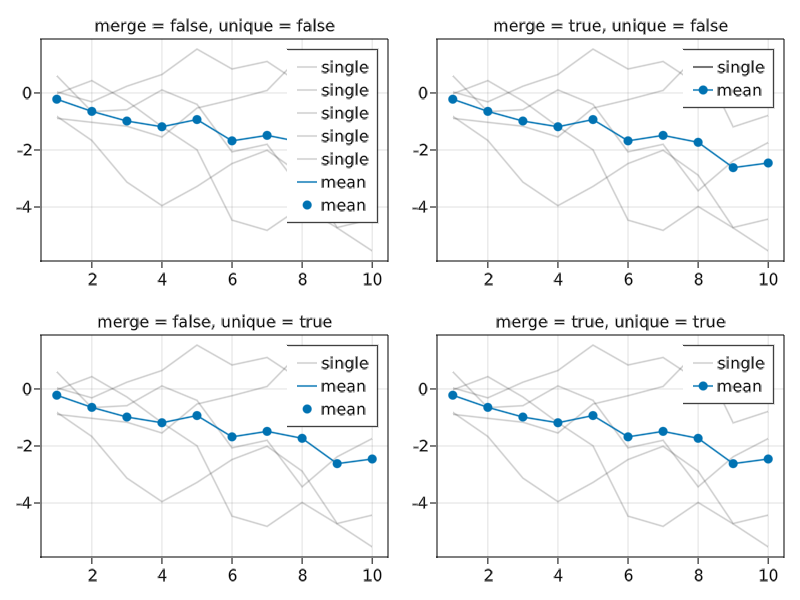 merge = false, unique = false
single
single
single
single
single
mean
mean
0
-2
-4
2
4
6
8
10
merge = true, unique = false
single
mean
0
-2
-4
2
4
6
8
10
merge = false, unique = true
single
mean
mean
0
-2
-4
2
4
6
8
10
merge = true, unique = true
single
mean
0
-2
-4
2
4
6
8
10